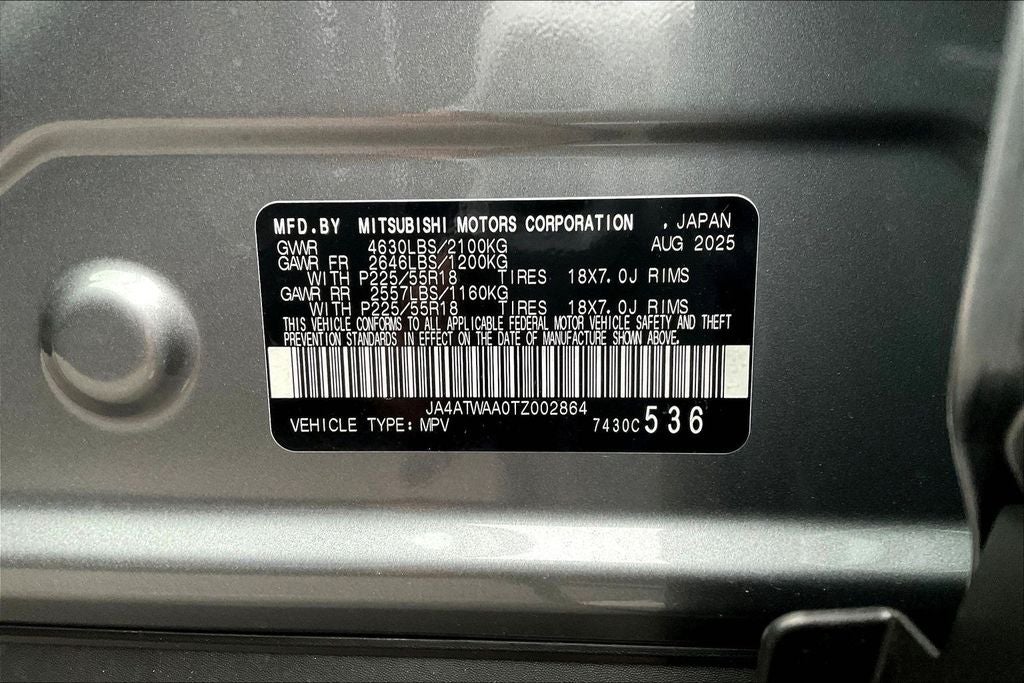 MFD.BY MITSUBISHI MOTORS CORPORATION , JAPAN
GVWR 4630LBS/2100KG AUG 2025
GAWR FR 2646LBS/1200KG
WITH P225/55R18 TIRES 18X7.0J RIMS
GAWR RR 2557LBS/1160KG
WITH P225/55R18 TIRES 18X7.0J RIMS
THIS VEHICLE CONFORMS TO ALL APPLICABLE FEDERAL MOTOR VEHICLE SAFETY AND THEFT
PREVENTION STANDARDS IN EFFECT ON THE DATE OF MANUFACTURE SHOWN ABOVE.
JA4ATWAA0TZ002864
VEHICLE TYPE: MPV 7430C 536